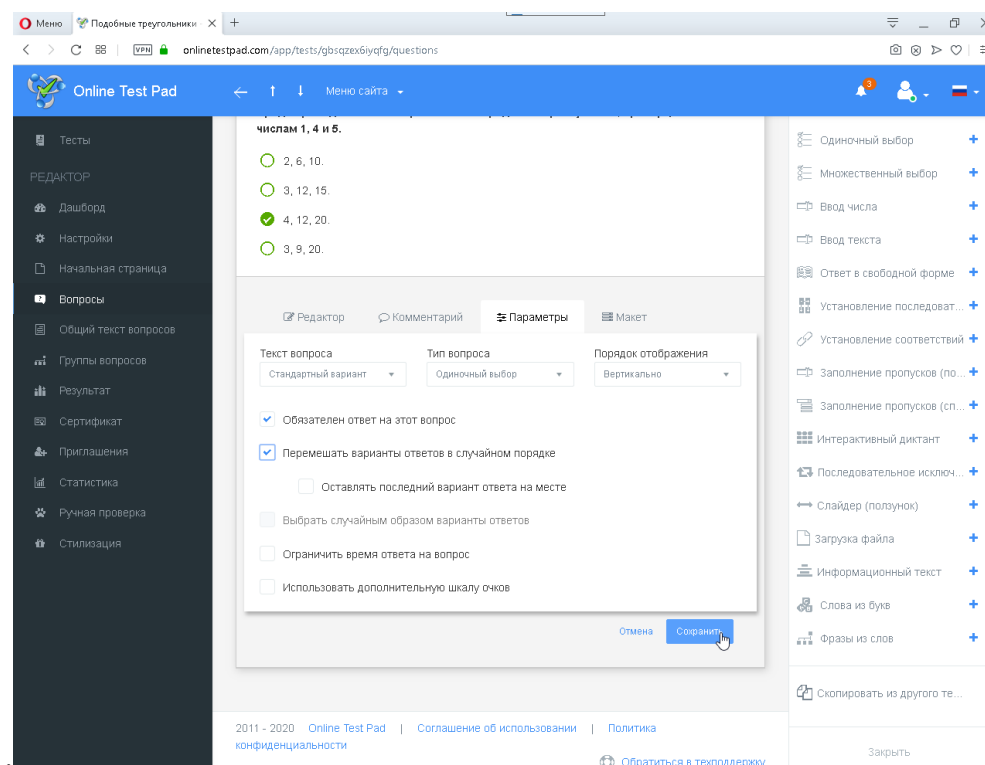 Меню
Подобные треугольники
VPN
onlinetestpad.com/app/tests/gbsqzex6iyqfg/questions
Online Test Pad
Меню сайта
3
Тесты
РЕДАКТОР
Дашборд
Настройки
Начальная страница
Вопросы
Общий текст вопросов
Группы вопросов
Результат
Сертификат
Приглашения
Статистика
Ручная проверка
Стилизация
числам 1, 4 и 5.
2, 6, 10.
3, 12, 15.
4, 12, 20.
3, 9, 20.
Редактор
Комментарий
Параметры
Макет
Текст вопроса
Тип вопроса
Порядок отображения
Стандартный вариант
Одиночный выбор
Вертикально
Обязателен ответ на этот вопрос
Перемешать варианты ответов в случайном порядке
Оставлять последний вариант ответа на месте
Выбрать случайным образом варианты ответов
Ограничить время ответа на вопрос
Использовать дополнительную шкалу очков
Отмена
Сохранить
2011 - 2020 Online Test Pad | Соглашение об использовании | Политика
конфиденциальности
Обратиться в техподдержку
Одиночный выбор
Множественный выбор
Ввод числа
Ввод текста
Ответ в свободной форме
Установление последоват...
Установление соответствий
Заполнение пропусков (по...
Заполнение пропусков (сп...
Интерактивный диктант
Последовательное исключ...
Слайдер (ползунок)
Загрузка файла
Информационный текст
Слова из букв
Фразы из слов
Скопировать из другого те...
Закрыть